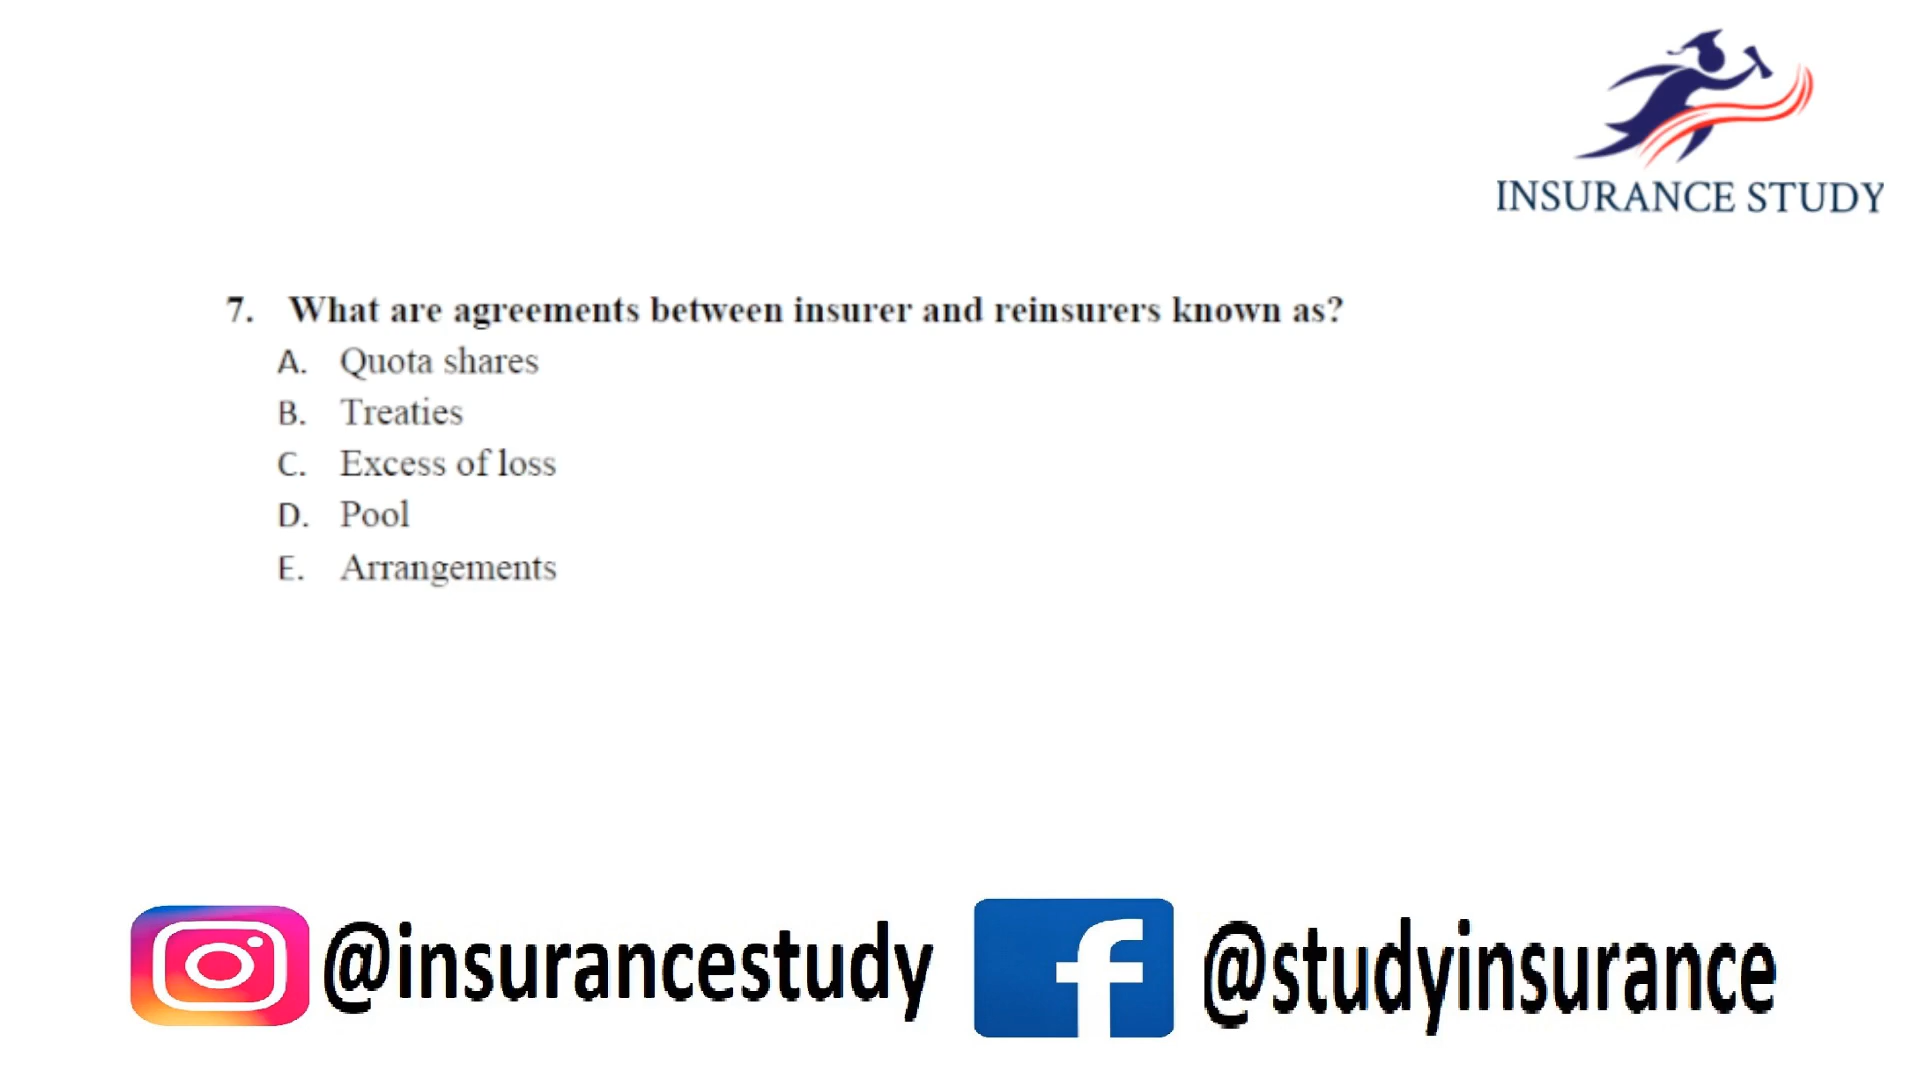 INSURANCE STUDY
7. What are agreements between insurer and reinsurers known as?
A. Quota shares
B. Treaties
C. Excess of loss
D. Pool
E. Arrangements
@insurancestudy @studyinsurance